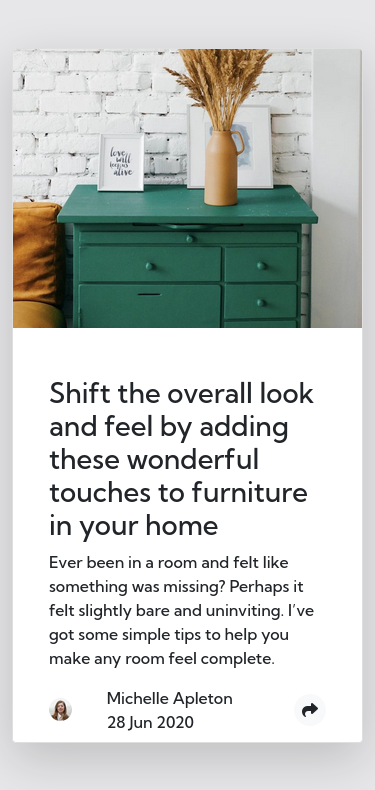 love
will
keep us
alive
Shift the overall look
and feel by adding
these wonderful
touches to furniture
in your home
Ever been in a room and felt like
something was missing? Perhaps it
felt slightly bare and uninviting. I’ve
got some simple tips to help you
make any room feel complete.
Michelle Apleton
28 Jun 2020